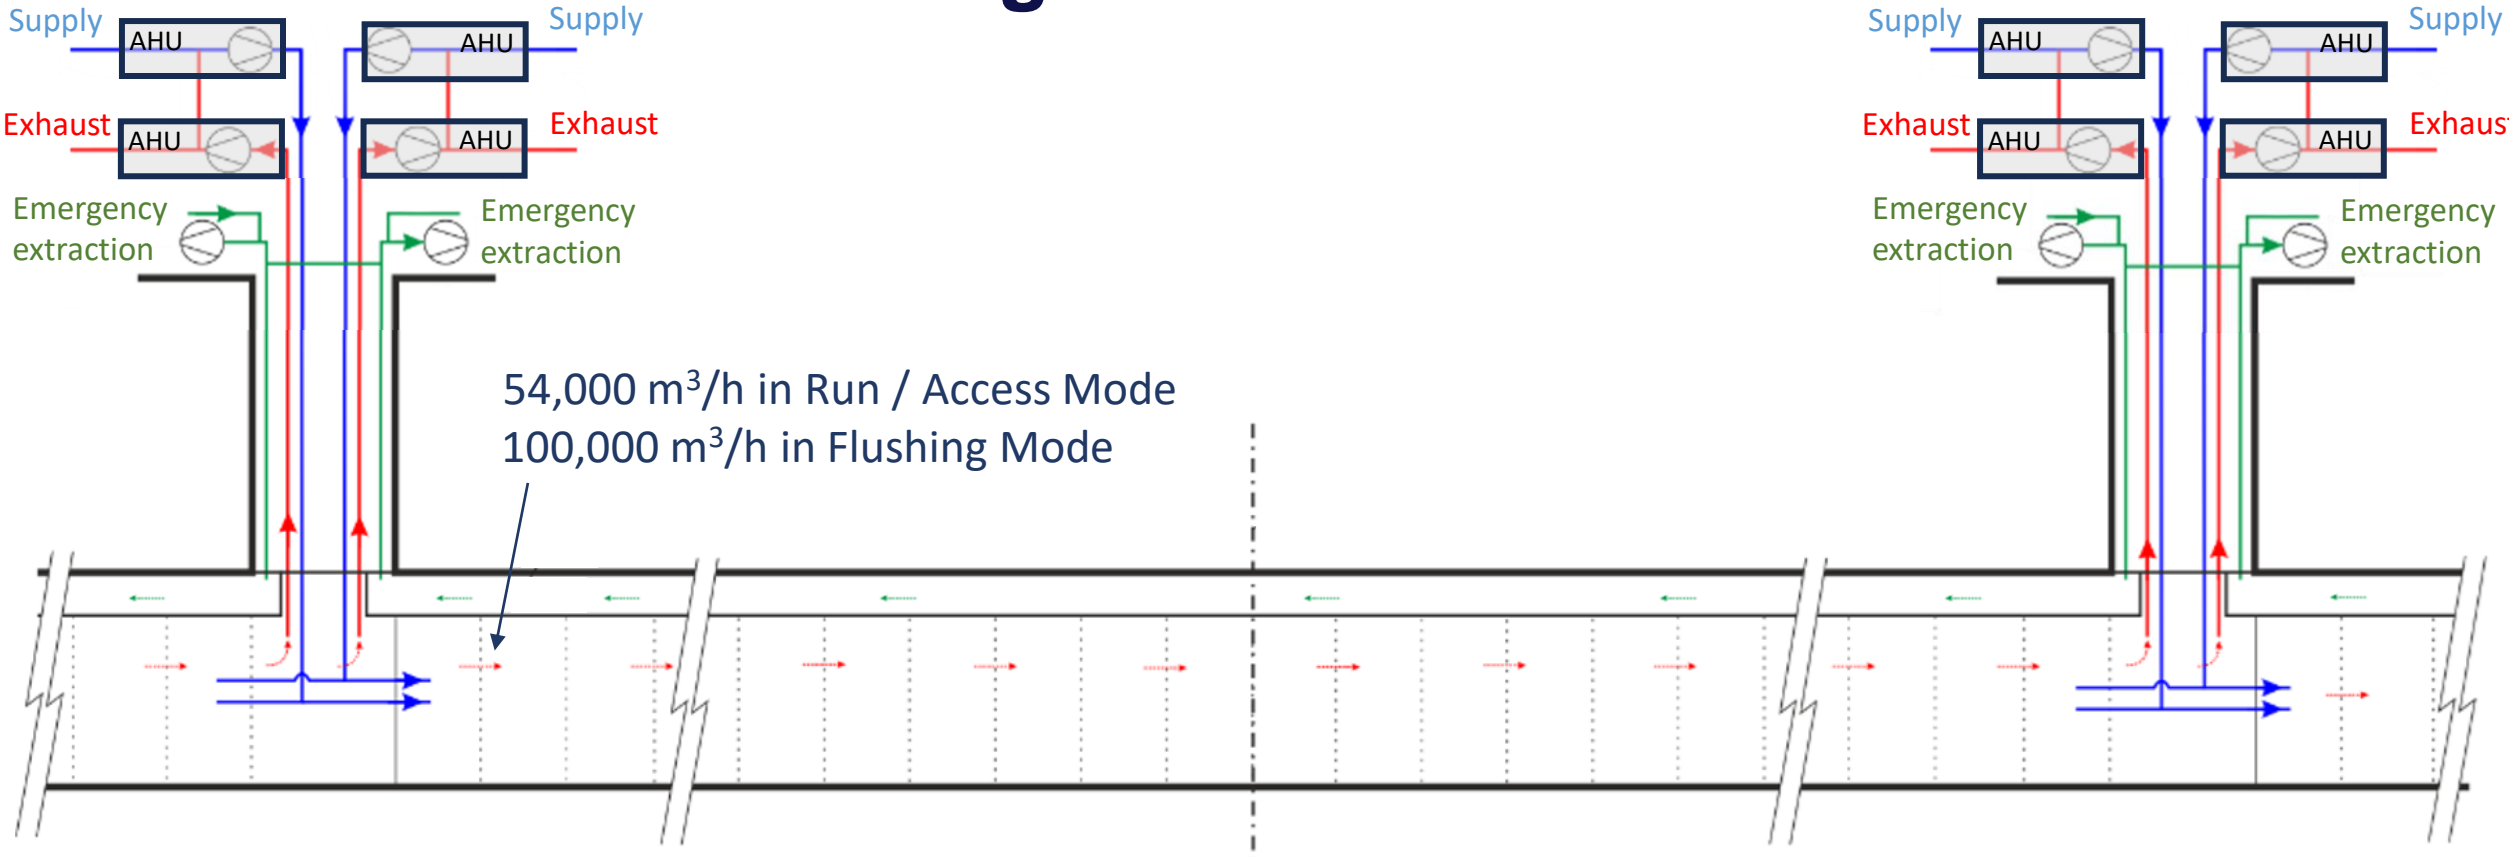 Supply
AHU
AHU
Supply
Supply
AHU
AHU
Supply
Exhaust
AHU
AHU
Exhaust
Exhaust
AHU
AHU
Exhaus
Emergency
extraction
Emergency
extraction
Emergency
extraction
Emergency
extraction
54,000 m³/h in Run / Access Mode
100,000 m³/h in Flushing Mode